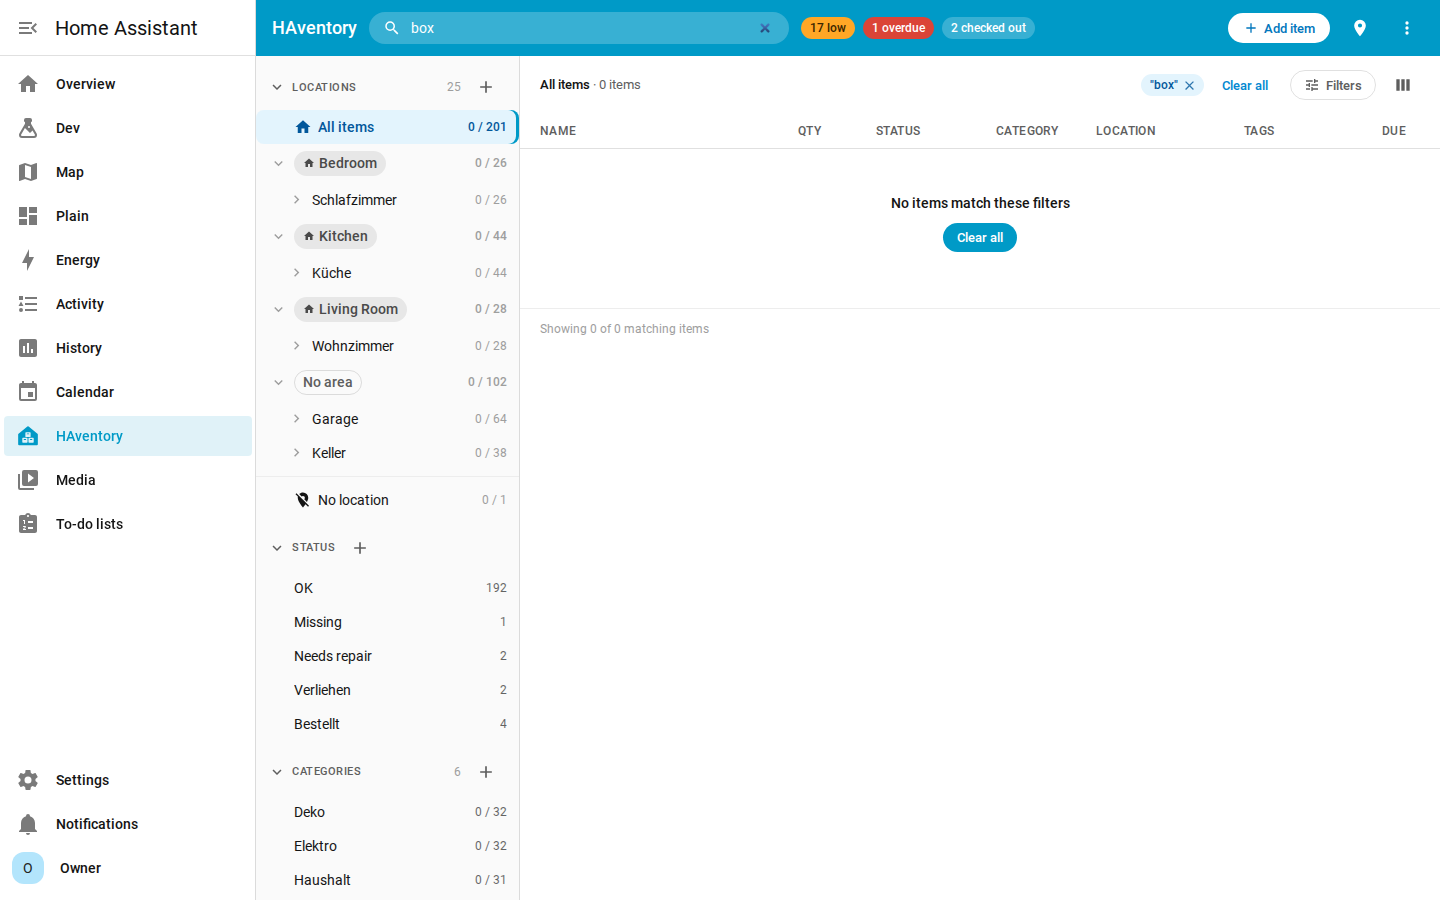 Home Assistant
Overview
Dev
Map
Plain
Energy
Activity
History
Calendar
HAventory
Media
To-do lists
Settings
Notifications
O Owner
HAventory
box
17 low
1 overdue
2 checked out
Add item
LOCATIONS 25
All items 0 / 201
Bedroom 0 / 26
Schlafzimmer 0 / 26
Kitchen 0 / 44
Küche 0 / 44
Living Room 0 / 28
Wohnzimmer 0 / 28
No area 0 / 102
Garage 0 / 64
Keller 0 / 38
No location 0 / 1
STATUS
OK 192
Missing 1
Needs repair 2
Verliehen 2
Bestellt 4
CATEGORIES 6
Deko 0 / 32
Elektro 0 / 32
Haushalt 0 / 31
All items · 0 items
"box"
Clear all
Filters
NAME QTY STATUS CATEGORY LOCATION TAGS DUE
No items match these filters
Clear all
Showing 0 of 0 matching items